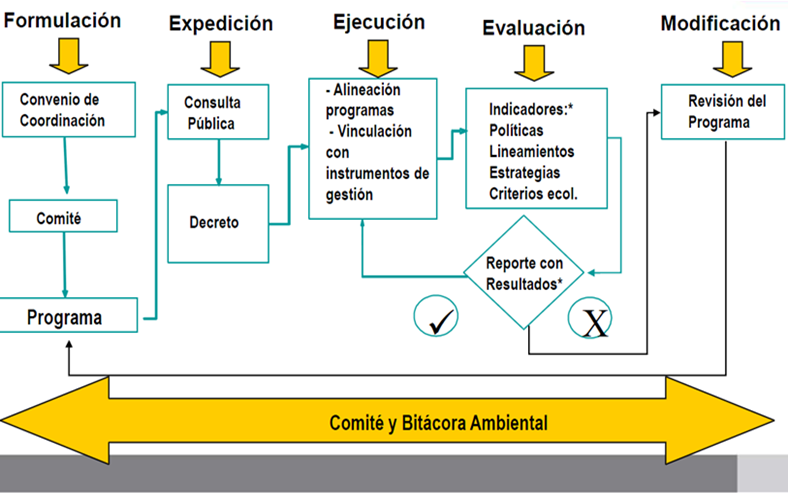 Formulación
Expedición
Ejecución
Evaluación
Modificación
Convenio de
Coordinación
Comité
Programa
Consulta
Pública
Decreto
- Alineación
programas
- Vinculación
con
instrumentos de
gestión
Indicadores:*
Políticas
Lineamientos
Estrategias
Criterios ecol.
Reporte con
Resultados*
X
Revisión del
Programa
Comité y Bitácora Ambiental